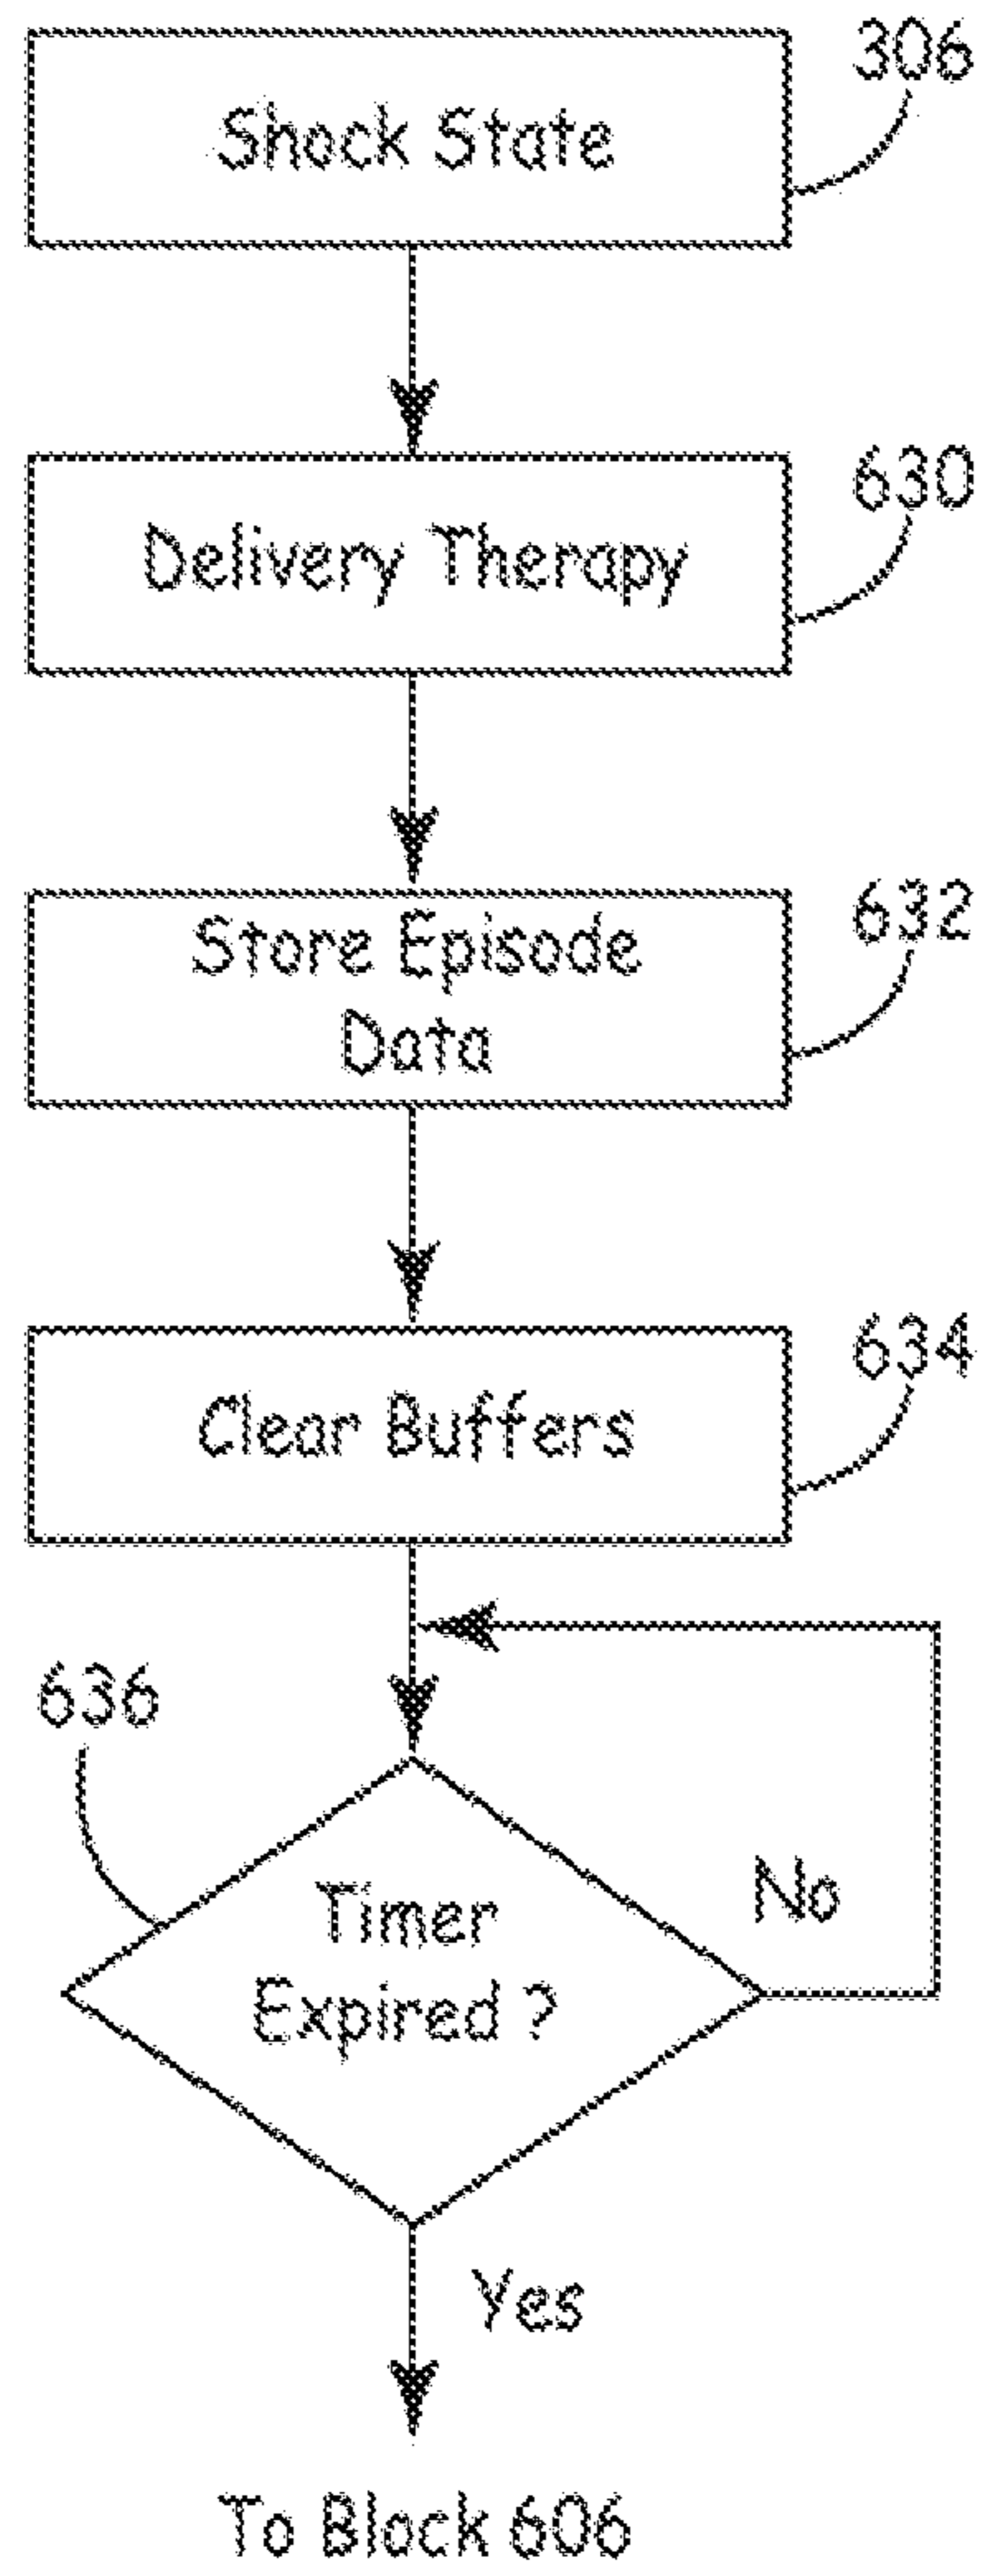 306
Shock State
630
Delivery Therapy
632
Store Episode
Data
634
Clear Buffers
636
Timer
Expired ?
No
Yes
To Block 606